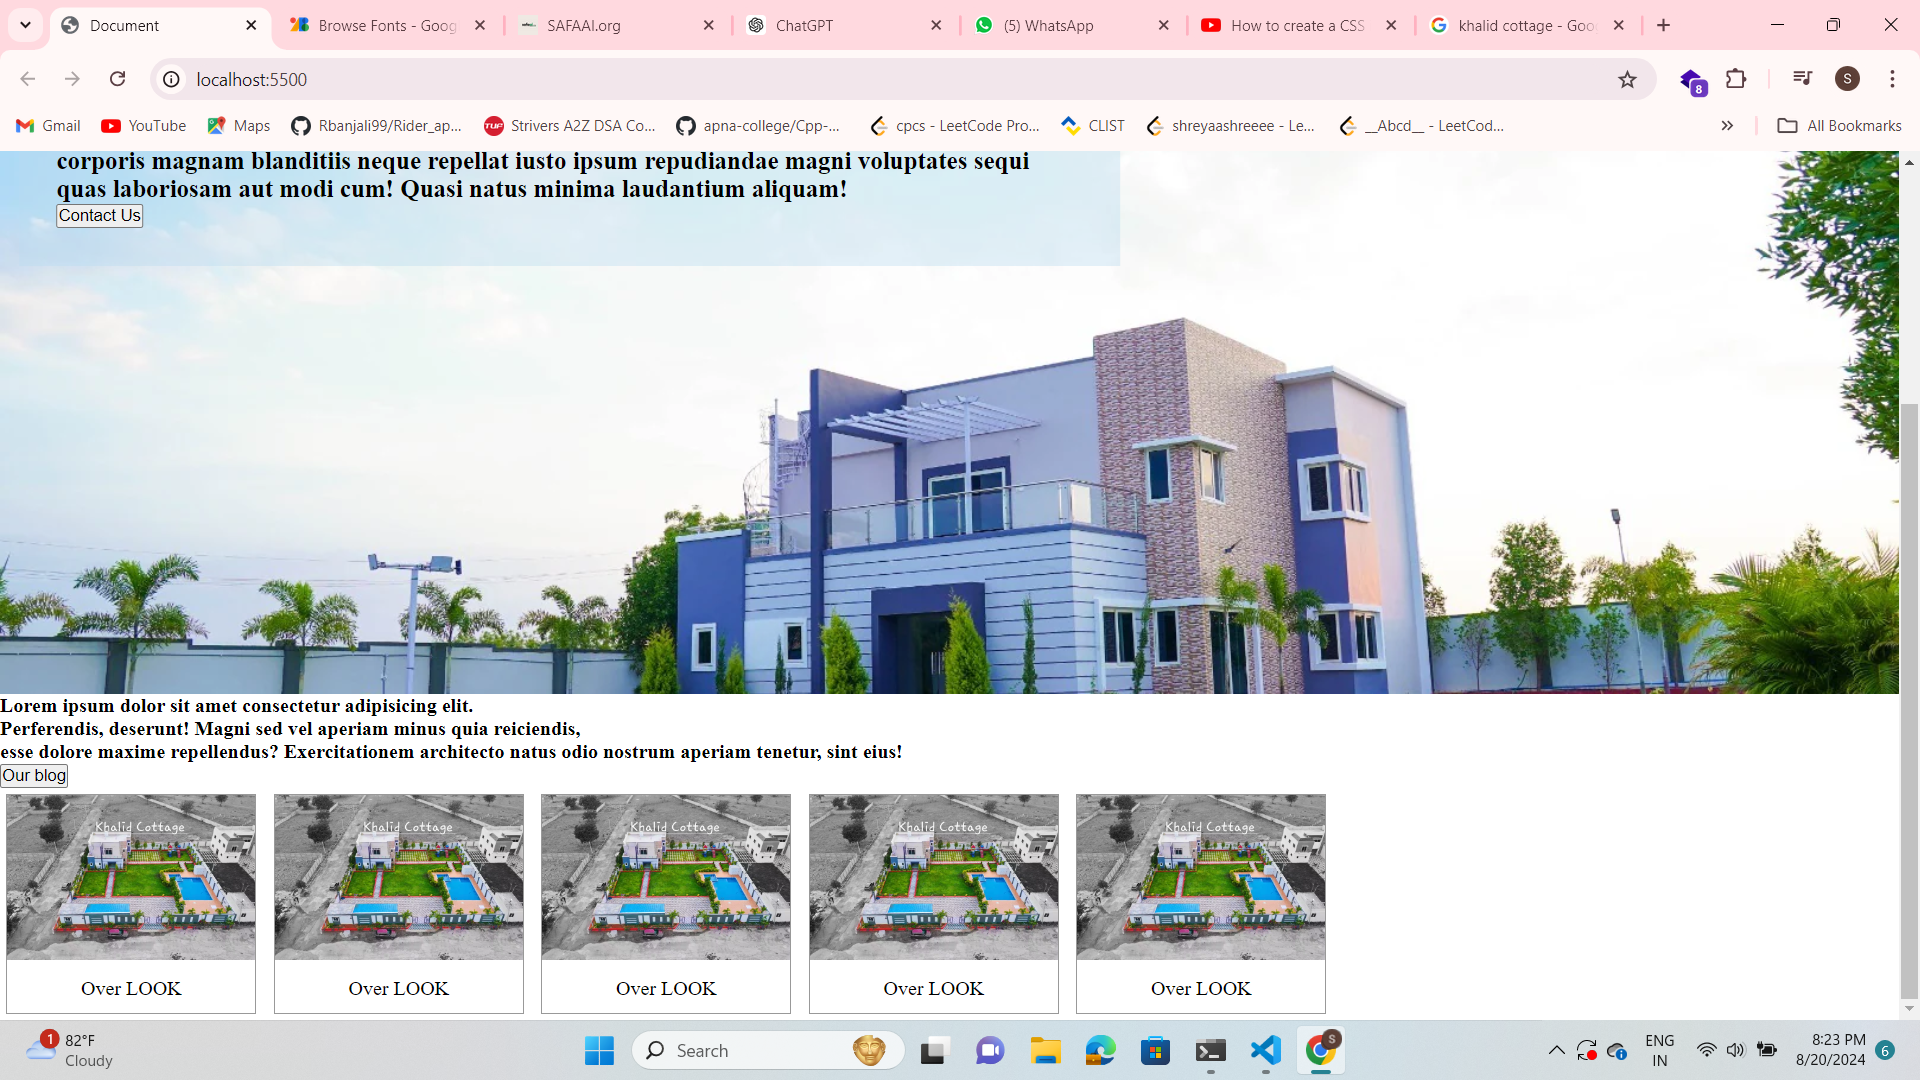 Document
Browse Fonts - Goog
SAFAAI.org
ChatGPT
(5) WhatsApp
How to create a CSS
khalid cottage - Goo
localhost:5500
8
S
Gmail
YouTube
Maps
Rbanjali99/Rider_ap...
TUF
Strivers A2Z DSA Co...
apna-college/Cpp-...
cpcs - LeetCode Pro...
CLIST
shreyaashreeee - Le...
__Abcd__ - LeetCod...
All Bookmarks
corporis magnam blanditiis neque repellat iusto ipsum repudiandae magni voluptates sequi
quas laboriosam aut modi cum! Quasi natus minima laudantium aliquam!
Contact Us
Lorem ipsum dolor sit amet consectetur adipisicing elit.
Perferendis, deserunt! Magni sed vel aperiam minus quia reiciendis,
esse dolore maxime repellendus? Exercitationem architecto natus odio nostrum aperiam tenetur, sint eius!
Our blog
Khalid Cottage
Khalid Cottage
Khalid Cottage
Khalid Cottage
Khalid Cottage
Over LOOK
Over LOOK
Over LOOK
Over LOOK
Over LOOK
1
82°F
Cloudy
Search
S
ENG
IN
8:23 PM
8/20/2024
6